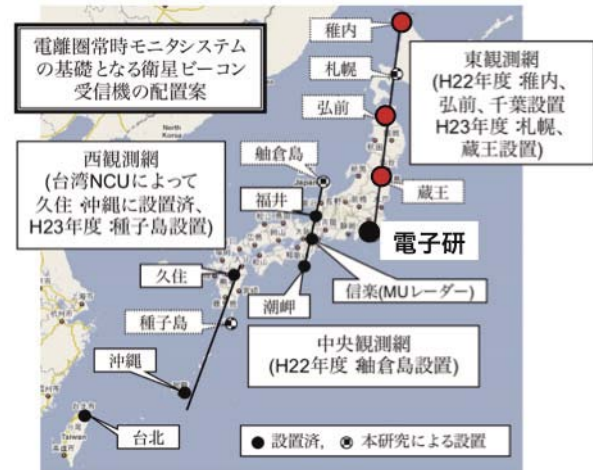 電離圏常時モニタシステム
の基礎となる衛星ビーコン
受信機の配置案
稚内
札幌
弘前
東観測網
(H22年度:稚内、
弘前、千葉設置
H23年度:札幌、
蔵王設置)
西観測網
(台湾NCUによって
久住・沖縄に設置済、
H23年度:種子島設置)
舳倉島
福井
蔵王
電子研
久住
信楽(MUレーダー)
潮岬
種子島
中央観測網
(H22年度:舳倉島設置)
沖縄
台北
Taiwan
North
Korea
Japan
●設置済, 本研究による設置